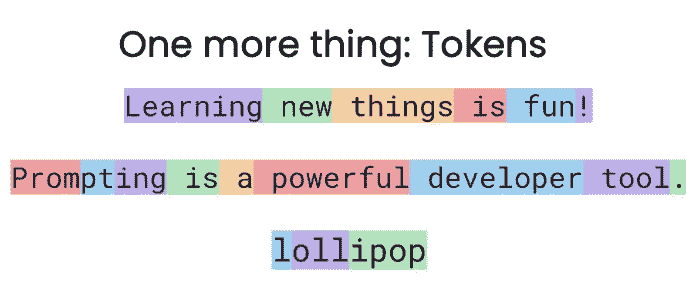 One more thing: Tokens
Learning new things is fun!
Prompting is a powerful developer tool.
lollipop